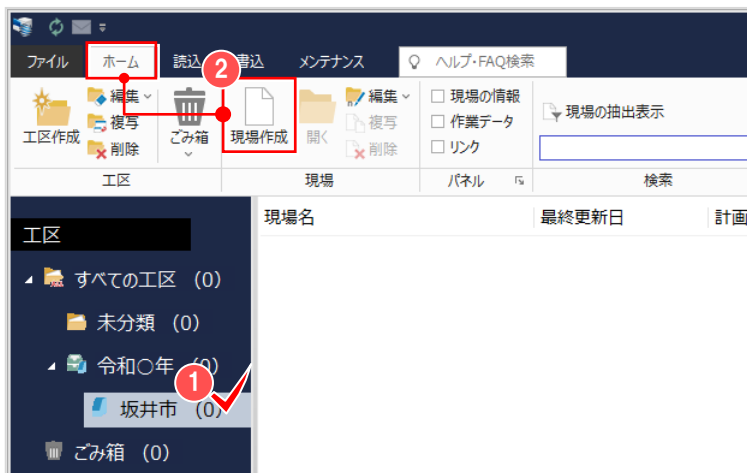 ファイル ホーム 読込 書込 メンテナンス ヘルプ・FAQ検索
2
工区作成 編集 複写 削除 ごみ箱 現場作成 開く 編集 複写 削除 現場の情報 作業データ リンク 現場の抽出表示
工区 現場 パネル 検索
工区 現場名 最終更新日 計画
すべての工区 (0)
未分類 (0)
令和○年 (0)
1
坂井市 (0)
ごみ箱 (0)